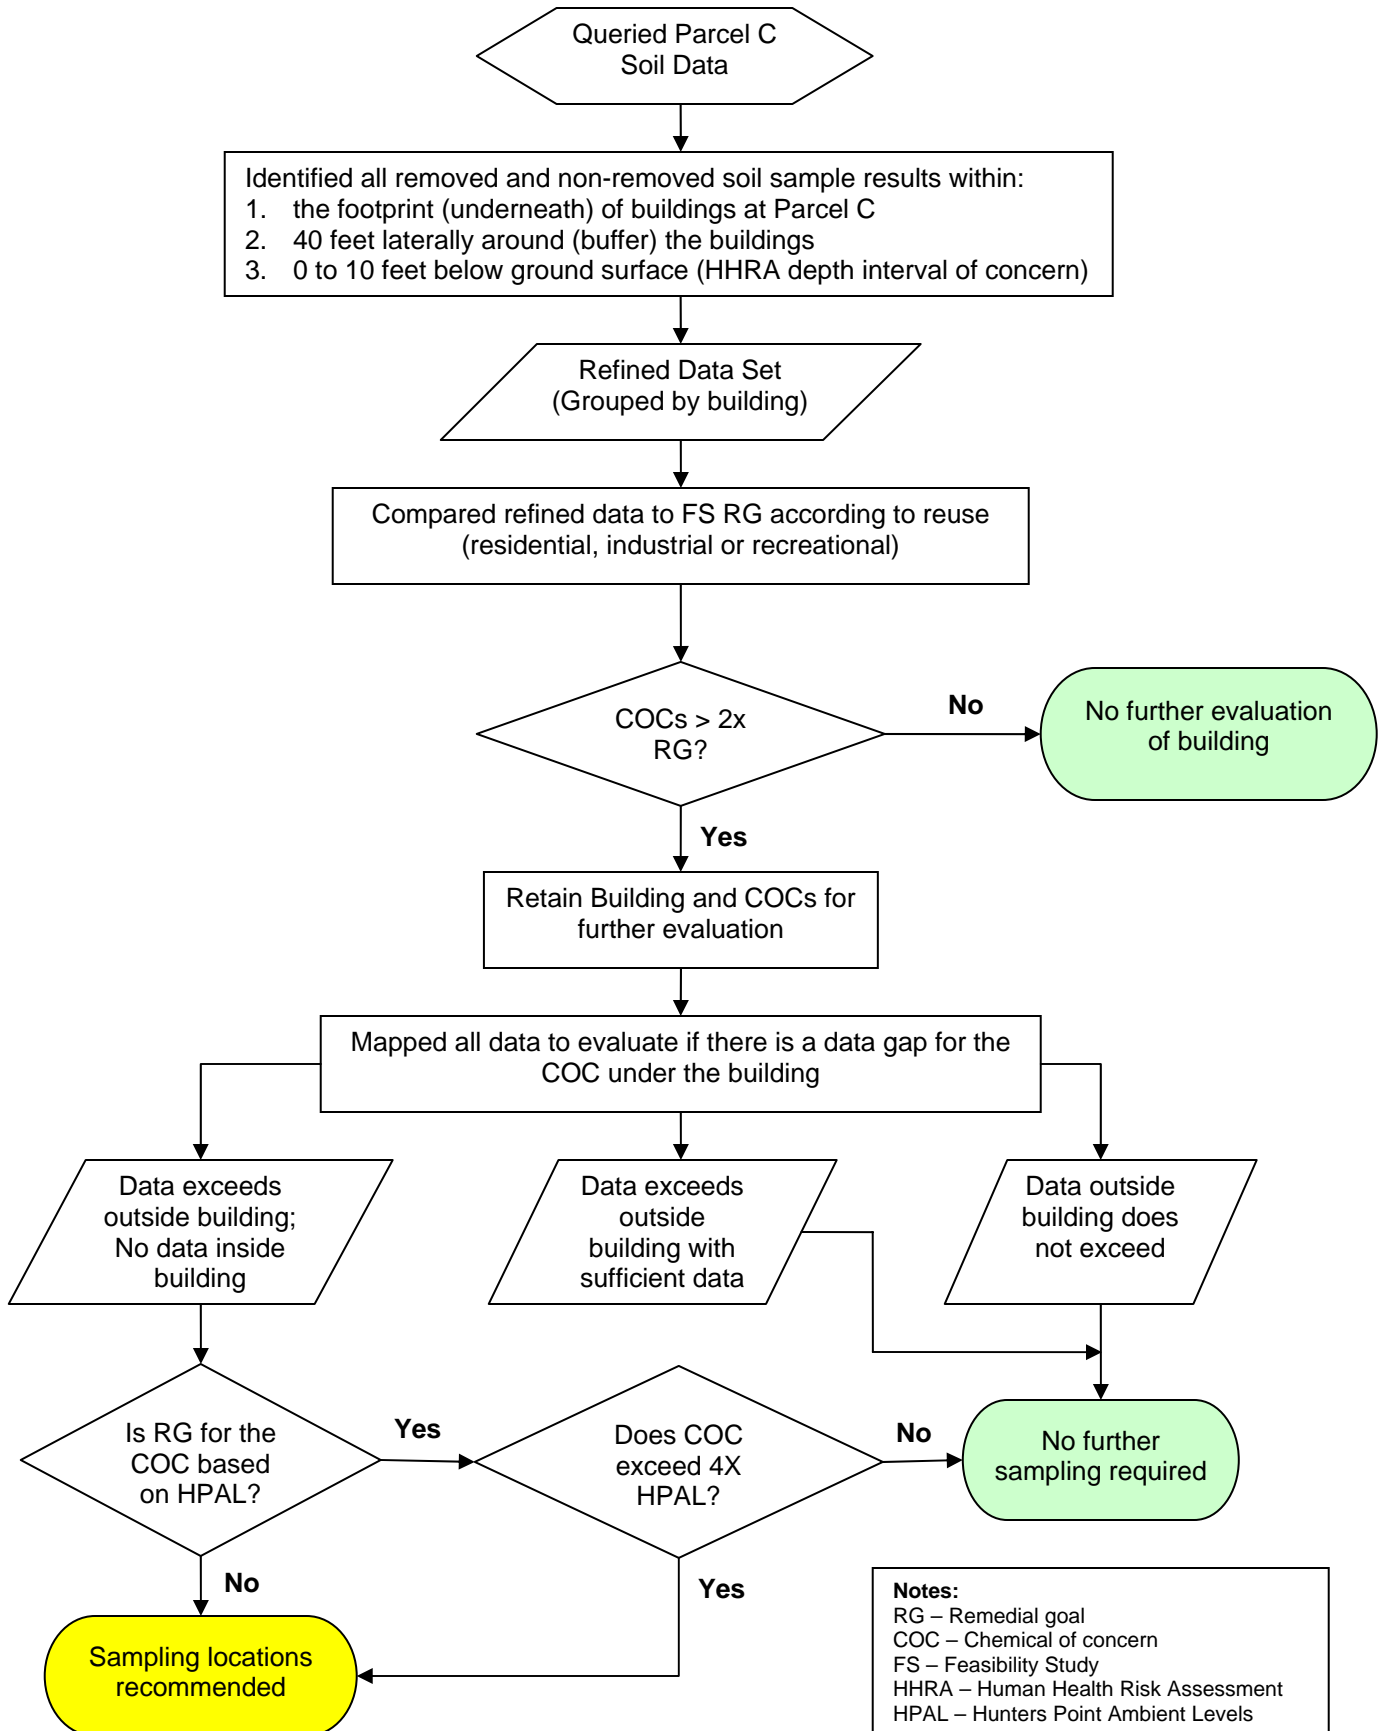 Queried Parcel C
Soil Data
Identified all removed and non-removed soil sample results within:
1. the footprint (underneath) of buildings at Parcel C
2. 40 feet laterally around (buffer) the buildings
3. 0 to 10 feet below ground surface (HHRA depth interval of concern)
Refined Data Set
(Grouped by building)
Compared refined data to FS RG according to reuse
(residential, industrial or recreational)
COCs > 2x
RG?
No
No further evaluation
of building
Yes
Retain Building and COCs for
further evaluation
Mapped all data to evaluate if there is a data gap for the
COC under the building
Data exceeds
outside building;
No data inside
building
Data exceeds
outside
building with
sufficient data
Data outside
building does
not exceed
Is RG for the
COC based
on HPAL?
Yes
Does COC
exceed 4X
HPAL?
No
No further
sampling required
No
Yes
Sampling locations
recommended
Notes:
RG – Remedial goal
COC – Chemical of concern
FS – Feasibility Study
HHRA – Human Health Risk Assessment
HPAL – Hunters Point Ambient Levels